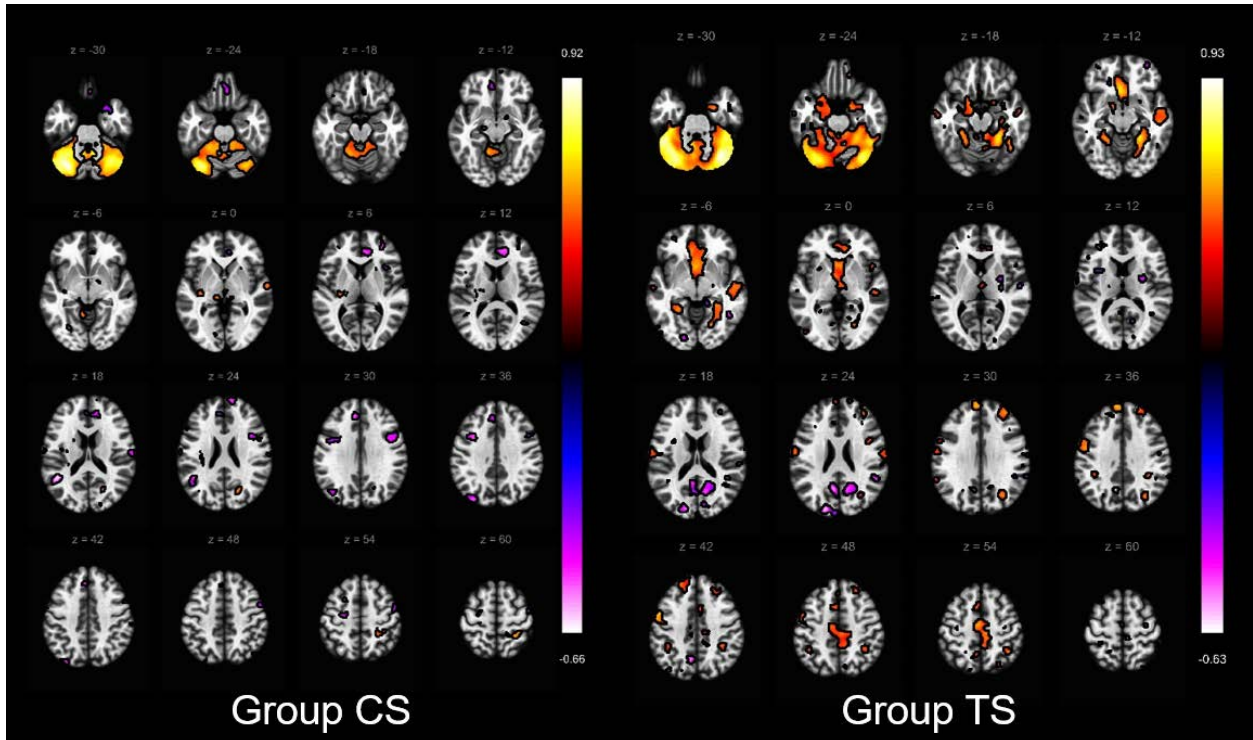 z = -30 z = -24 z = -18 z = -12
0.92
z = -6 z = 0 z = 6 z = 12
z = 18 z = 24 z = 30 z = 36
z = 42 z = 48 z = 54 z = 60
-0.66
Group CS
z = -30 z = -24 z = -18 z = -12
0.93
z = -6 z = 0 z = 6 z = 12
z = 18 z = 24 z = 30 z = 36
z = 42 z = 48 z = 54 z = 60
-0.63
Group TS